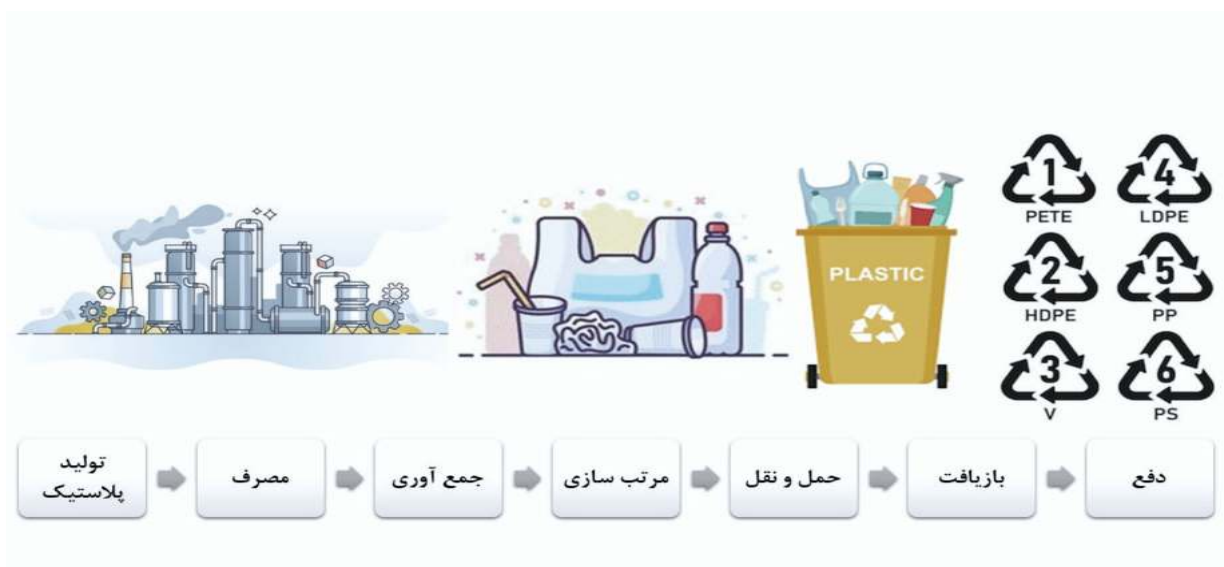 PLASTIC
1
PETE
4
LDPE
2
HDPE
5
PP
3
V
6
PS
تولید
پلاستیک
مصرف
جمع آوری
مرتب سازی
حمل و نقل
بازیافت
دفع